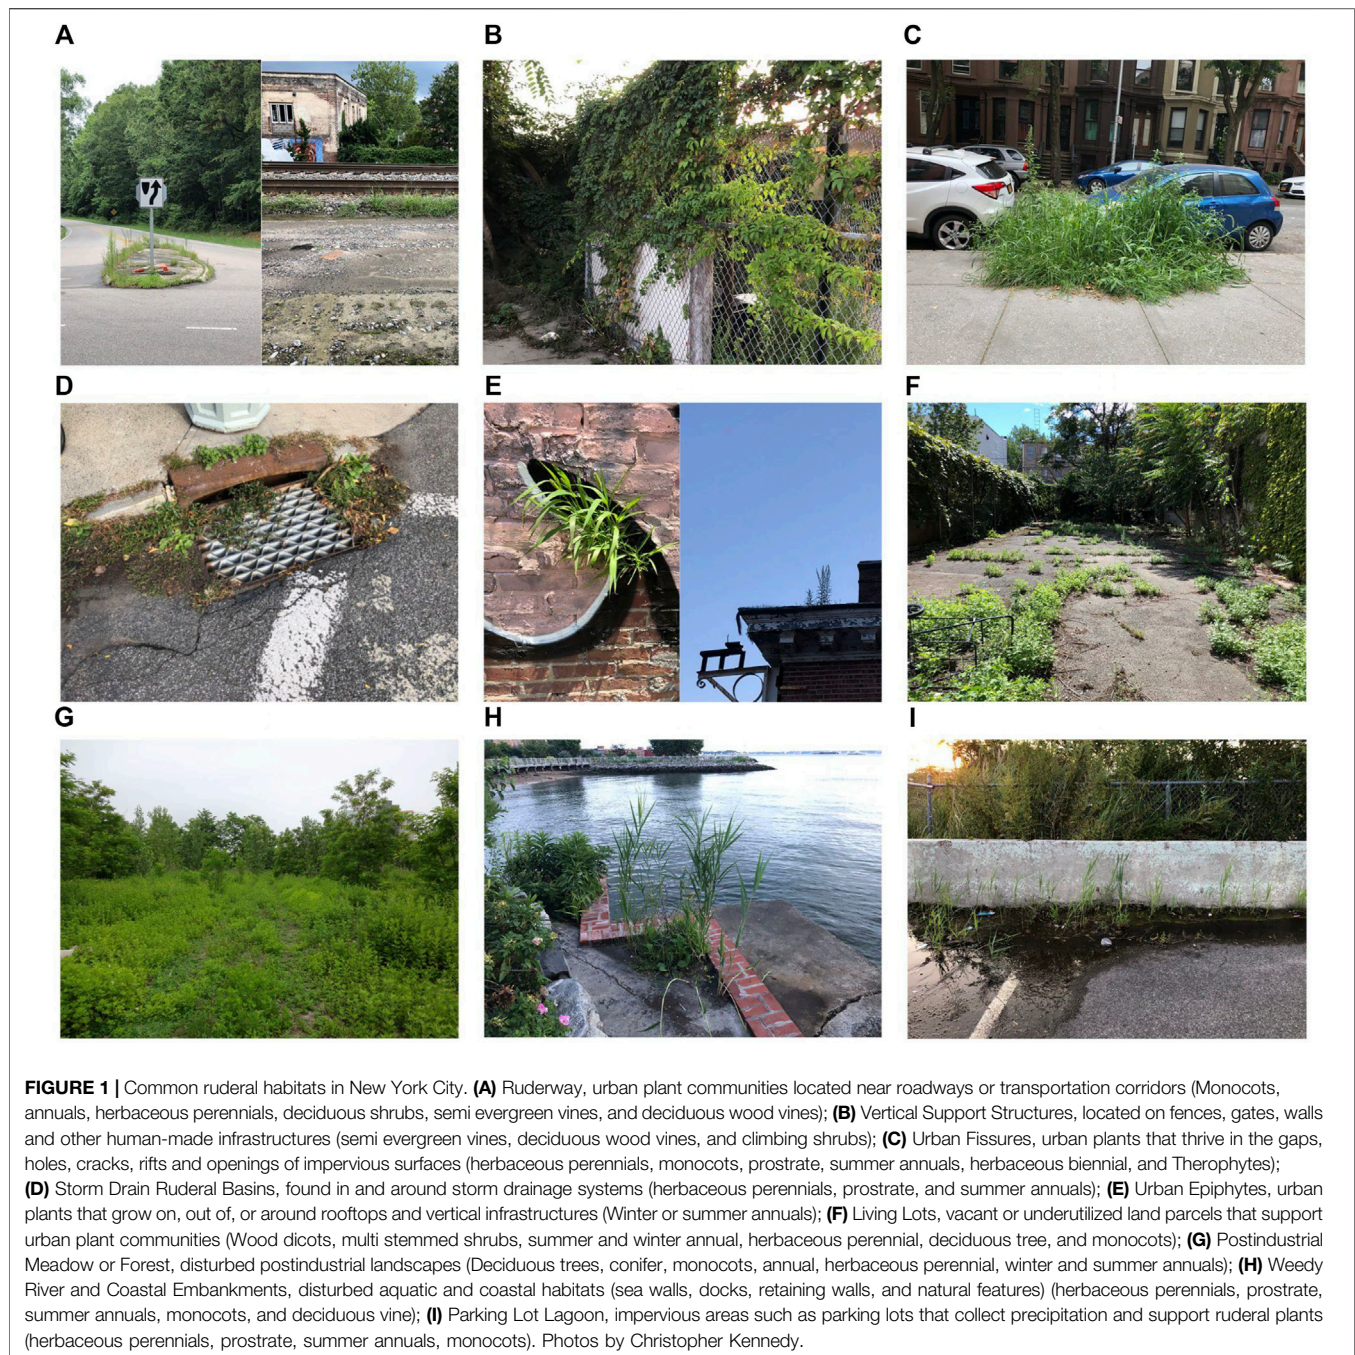 A
B
C
D
E
F
G
H
I
FIGURE 1 | Common ruderal habitats in New York City. (A) Ruderway, urban plant communities located near roadways or transportation corridors (Monocots,
annuals, herbaceous perennials, deciduous shrubs, semi evergreen vines, and deciduous wood vines); (B) Vertical Support Structures, located on fences, gates, walls
and other human-made infrastructures (semi evergreen vines, deciduous wood vines, and climbing shrubs); (C) Urban Fissures, urban plants that thrive in the gaps,
holes, cracks, rifts and openings of impervious surfaces (herbaceous perennials, monocots, prostrate, summer annuals, herbaceous biennial, and Therophytes);
(D) Storm Drain Ruderal Basins, found in and around storm drainage systems (herbaceous perennials, prostrate, and summer annuals); (E) Urban Epiphytes, urban
plants that grow on, out of, or around rooftops and vertical infrastructures (Winter or summer annuals); (F) Living Lots, vacant or underutilized land parcels that support
urban plant communities (Wood dicots, multi stemmed shrubs, summer and winter annual, herbaceous perennial, deciduous tree, and monocots); (G) Postindustrial
Meadow or Forest, disturbed postindustrial landscapes (Deciduous trees, conifer, monocots, annual, herbaceous perennial, winter and summer annuals); (H) Weedy
River and Coastal Embankments, disturbed aquatic and coastal habitats (sea walls, docks, retaining walls, and natural features) (herbaceous perennials, prostrate,
summer annuals, monocots, and deciduous vine); (I) Parking Lot Lagoon, impervious areas such as parking lots that collect precipitation and support ruderal plants
(herbaceous perennials, prostrate, summer annuals, monocots). Photos by Christopher Kennedy.